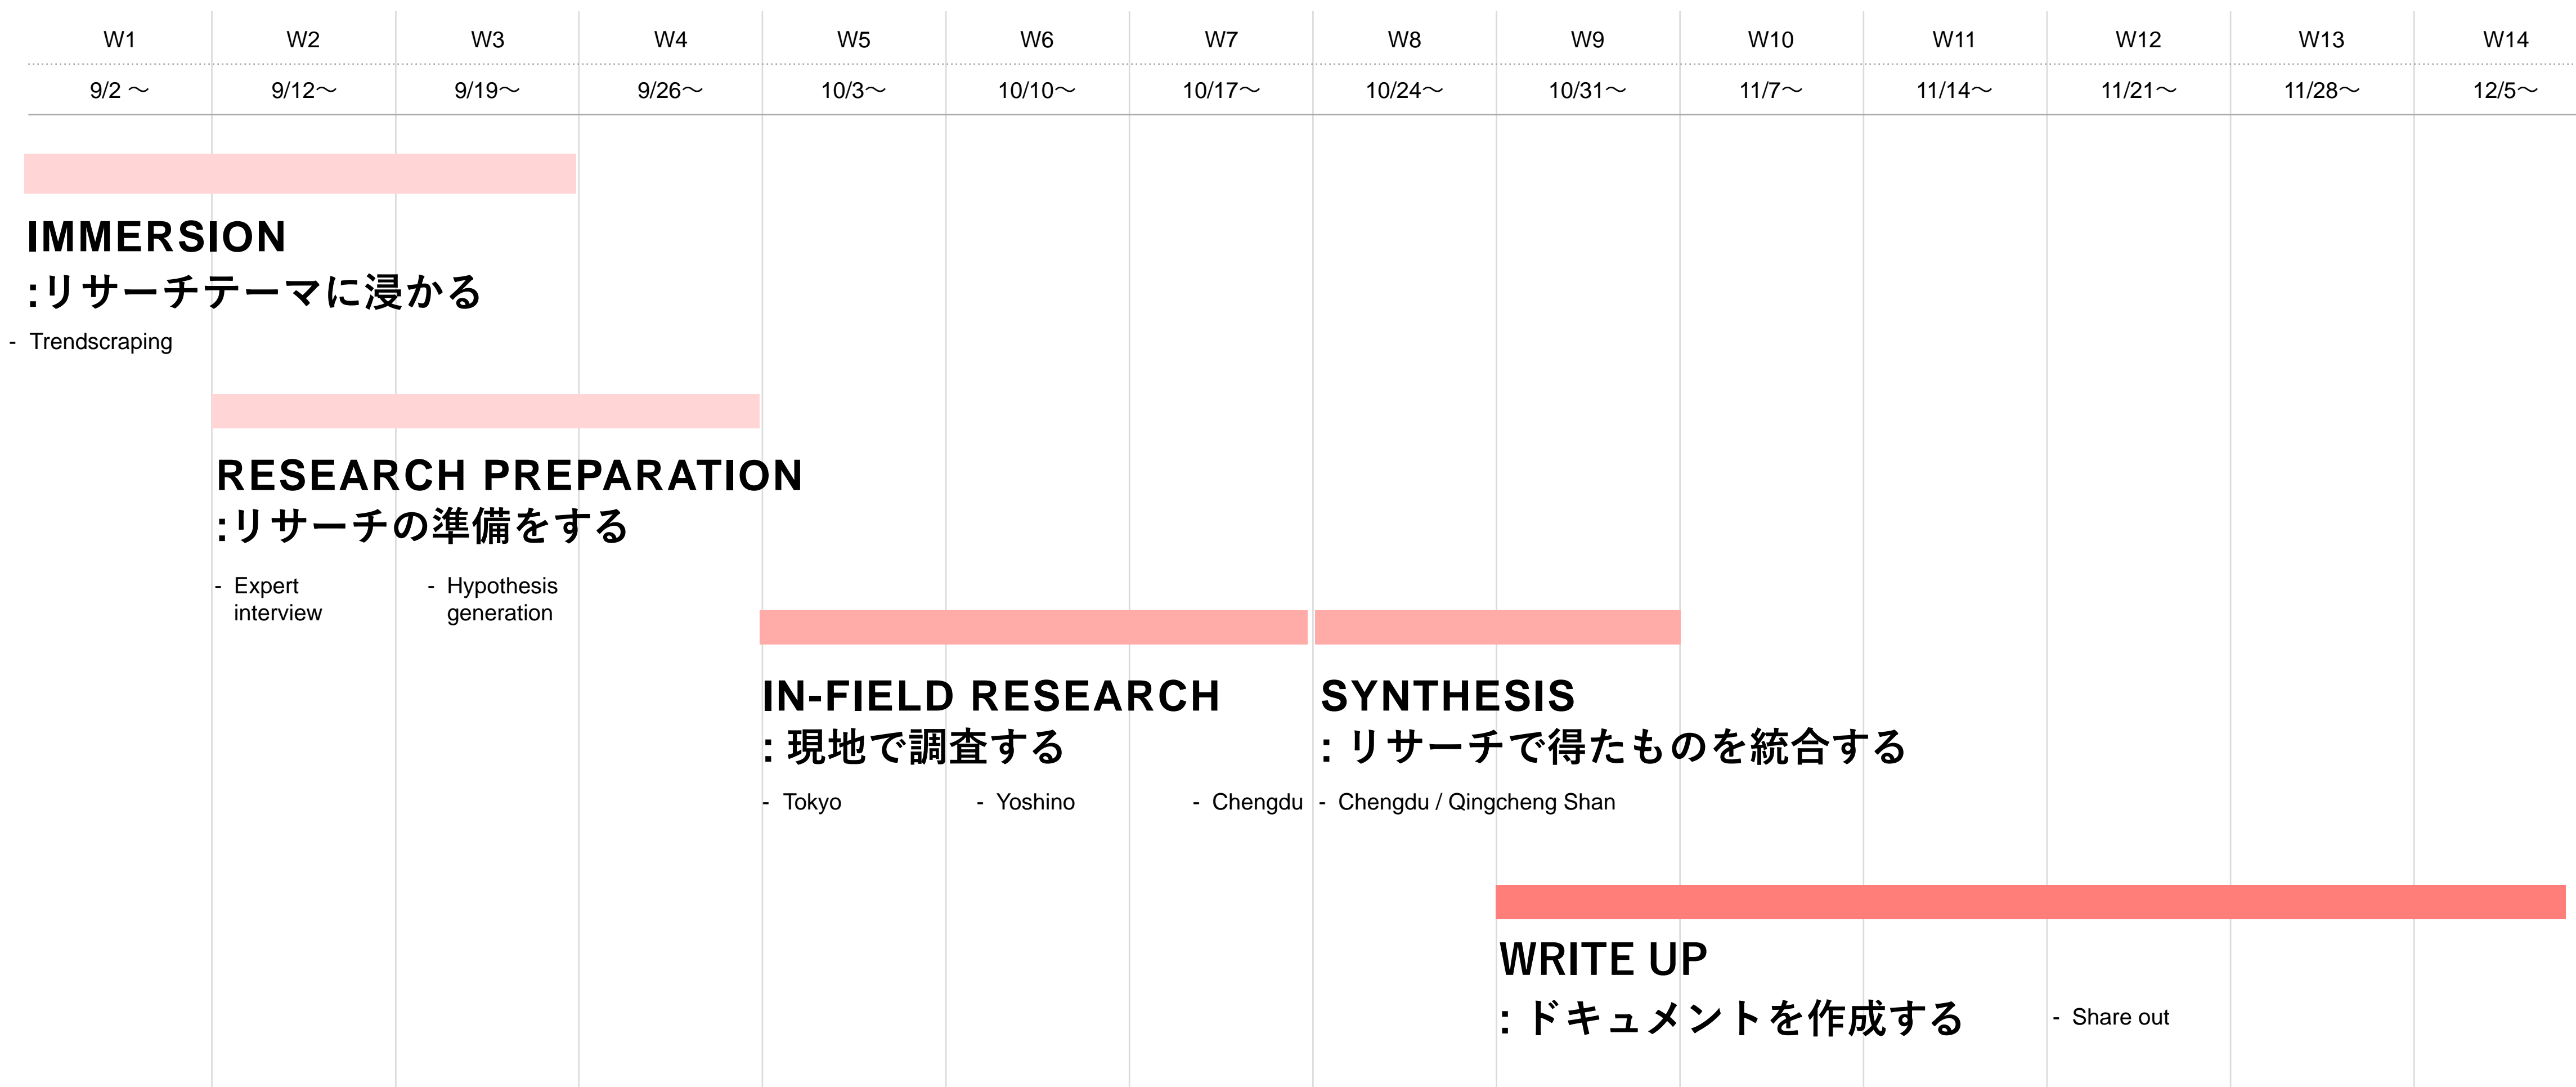 W1 W2 W3 W4 W5 W6 W7 W8 W9 W10 W11 W12 W13 W14
9/2 〜 9/12〜 9/19〜 9/26〜 10/3〜 10/10〜 10/17〜 10/24〜 10/31〜 11/7〜 11/14〜 11/21〜 11/28〜 12/5〜
IMMERSION
:リサーチテーマに浸かる
- Trendscraping
RESEARCH PREPARATION
:リサーチの準備をする
- Expert
interview
- Hypothesis
generation
IN-FIELD RESEARCH
: 現地で調査する
- Tokyo
- Yoshino
- Chengdu
SYNTHESIS
: リサーチで得たものを統合する
- Chengdu / Qingcheng Shan
WRITE UP
: ドキュメントを作成する
- Share out